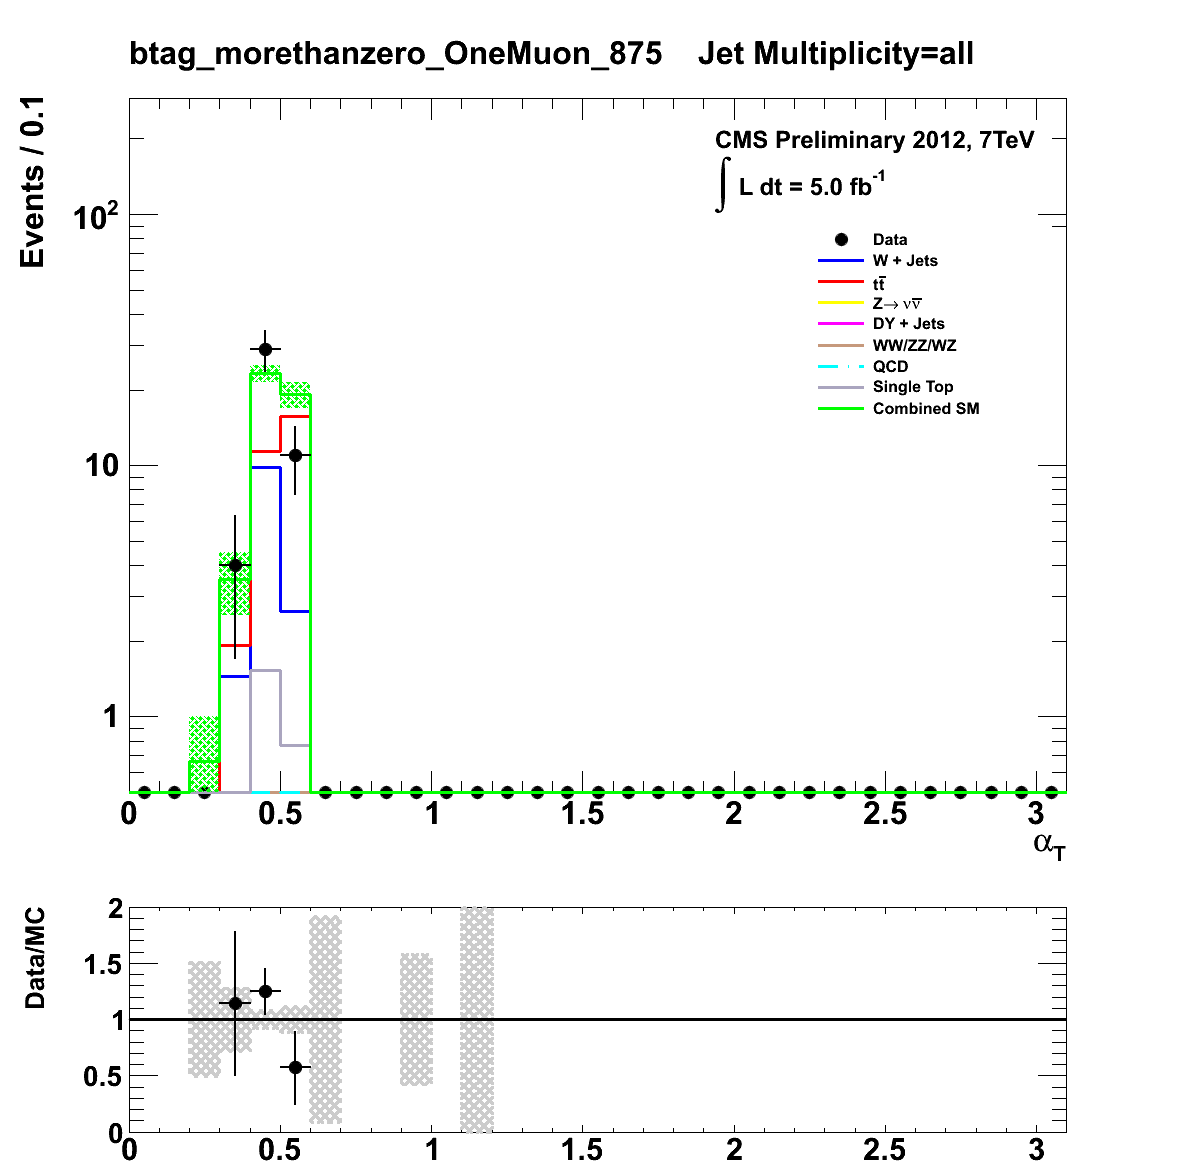 btag_morethanzero_OneMuon_875 Jet Multiplicity=all
Events / 0.1
CMS Preliminary 2012, 7TeV
∫ L dt = 5.0 fb⁻¹
10²
10
1
Data
W + Jets
tt̅
Z→ νν̅
DY + Jets
WW/ZZ/WZ
QCD
Single Top
Combined SM
0 0.5 1 1.5 2 2.5 3
α_T
Data/MC
2
1.5
1
0.5
0
0 0.5 1 1.5 2 2.5 3